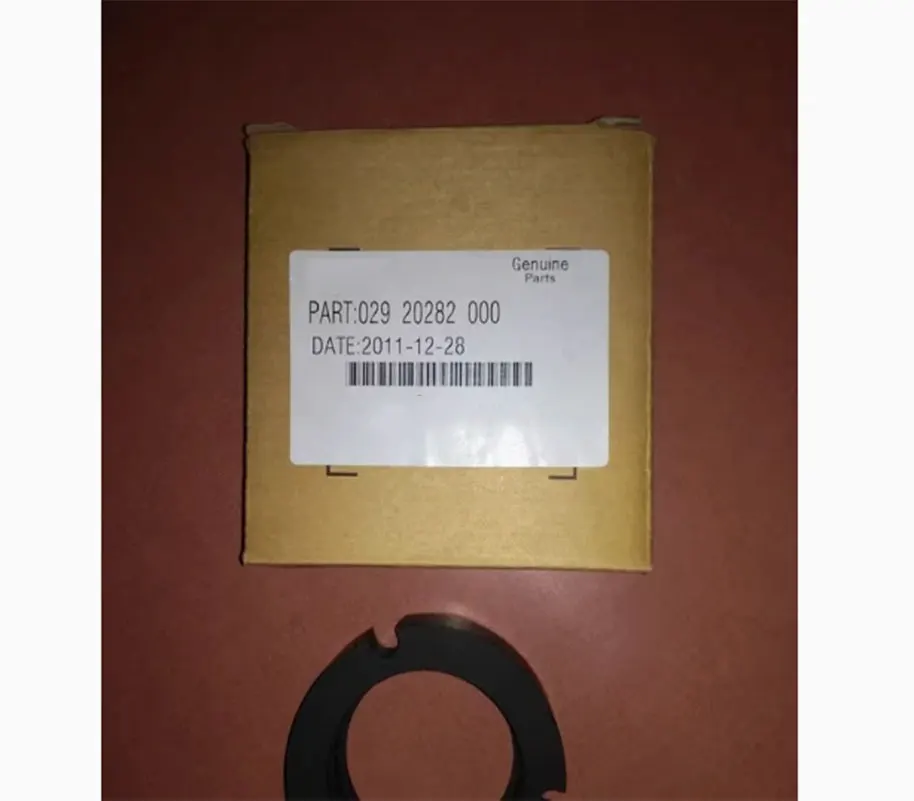 Genuine
Parts
PART:029 20282 000
DATE:2011-12-28